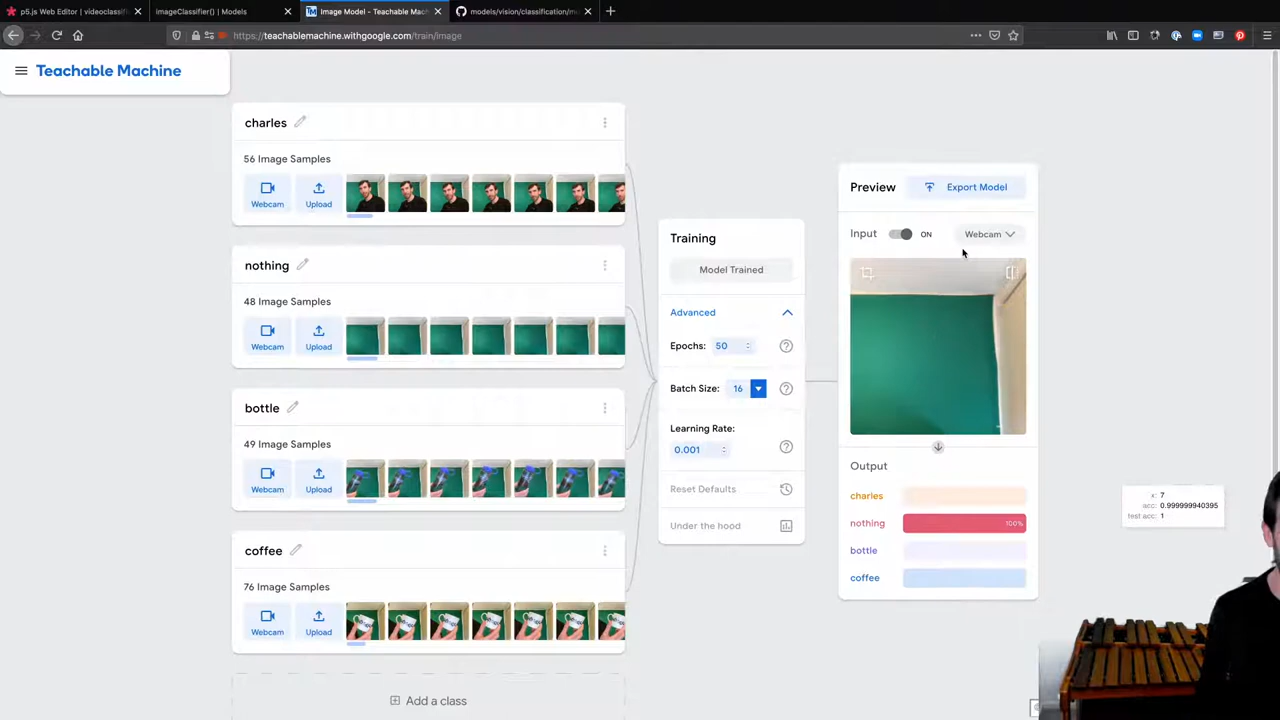 p5.js Web Editor | videoclassifi
imageClassifier() | Models
Image Model - Teachable Mac
models/vision/classification/m
https://teachablemachine.withgoogle.com/train/image
Teachable Machine
charles
56 Image Samples
Webcam
Upload
nothing
48 Image Samples
Webcam
Upload
bottle
49 Image Samples
Webcam
Upload
coffee
76 Image Samples
Webcam
Upload
Add a class
Training
Model Trained
Advanced
Epochs: 50
Batch Size: 16
Learning Rate:
0.001
Reset Defaults
Under the hood
Preview
Export Model
Input ON Webcam
Output
charles
nothing 100%
bottle
coffee
x: 7
acc: 0.999999940395
test acc: 1